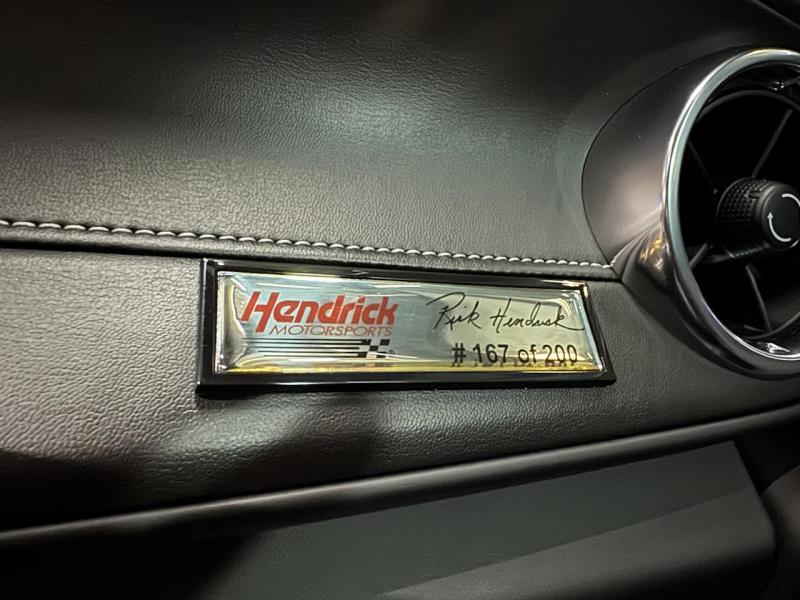 Hendrick
MOTORSPORTS
Rick Hendrick
# 167 of 200